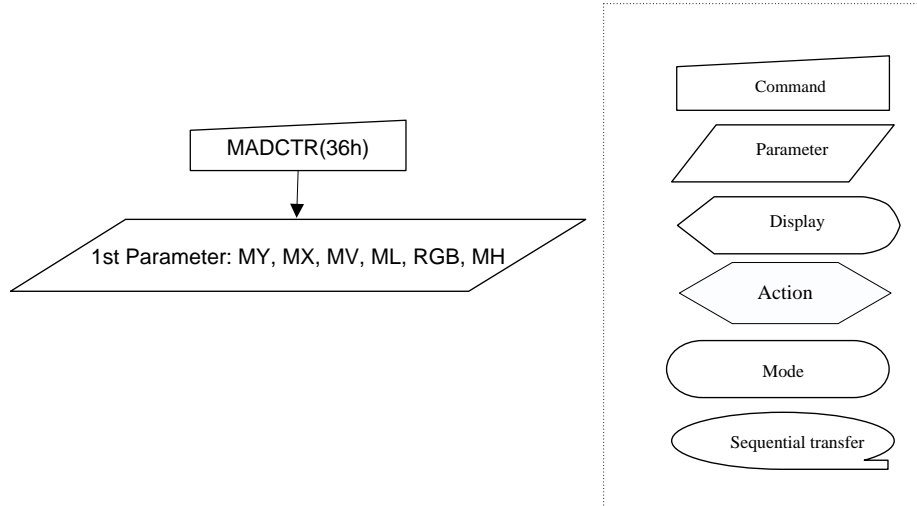 MADCTR(36h)
1st Parameter: MY, MX, MV, ML, RGB, MH
Command
Parameter
Display
Action
Mode
Sequential transfer